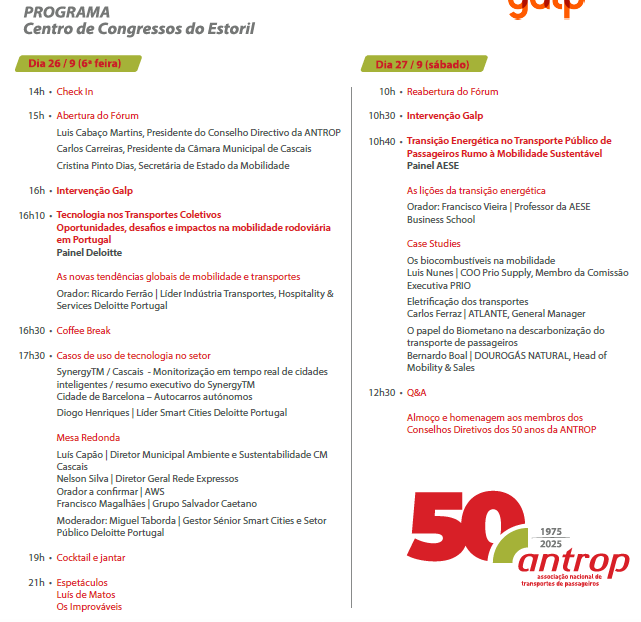 PROGRAMA
Centro de Congressos do Estoril
galp
Dia 26 / 9 (6ª feira)
14h • Check In
15h • Abertura do Fórum
Luis Cabaço Martins, Presidente do Conselho Directivo da ANTROP
Carlos Carreiras, Presidente da Câmara Municipal de Cascais
Cristina Pinto Dias, Secretária de Estado da Mobilidade
16h • Intervenção Galp
16h10 • Tecnologia nos Transportes Coletivos
Oportunidades, desafios e impactos na mobilidade rodoviária
em Portugal
Painel Deloitte
As novas tendências globais de mobilidade e transportes
Orador: Ricardo Ferrão | Líder Indústria Transportes, Hospitality &
Services Deloitte Portugal
16h30 • Coffee Break
17h30 • Casos de uso de tecnologia no setor
SynergyTM / Cascais - Monitorização em tempo real de cidades
inteligentes / resumo executivo do SynergyTM
Cidade de Barcelona – Autocarros autónomos
Diogo Henriques | Líder Smart Cities Deloitte Portugal
Mesa Redonda
Luís Capão | Diretor Municipal Ambiente e Sustentabilidade CM
Cascais
Nelson Silva | Diretor Geral Rede Expressos
Orador a confirmar | AWS
Francisco Magalhães | Grupo Salvador Caetano
Moderador: Miguel Taborda | Gestor Sénior Smart Cities e Setor
Público Deloitte Portugal
19h • Cocktail e jantar
21h • Espetáculos
Luís de Matos
Os Improváveis
Dia 27 / 9 (sábado)
10h • Reabertura do Fórum
10h30 • Intervenção Galp
10h40 • Transição Energética no Transporte Público de
Passageiros Rumo à Mobilidade Sustentável
Painel AESE
As lições da transição energética
Orador: Francisco Vieira | Professor da AESE
Business School
Case Studies
Os biocombustíveis na mobilidade
Luis Nunes | COO Prio Supply, Membro da Comissão
Executiva PRIO
Eletrificação dos transportes
Carlos Ferraz | ATLANTE, General Manager
O papel do Biometano na descarbonização do
transporte de passageiros
Bernardo Boal | DOUROGÁS NATURAL, Head of
Mobility & Sales
12h30 • Q&A
Almoço e homenagem aos membros dos
Conselhos Diretivos dos 50 anos da ANTROP
50
1975
2025
antrop
associação nacional de
transportes de passageiros